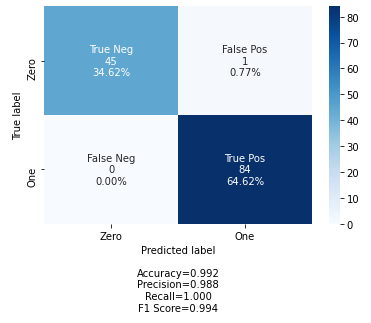 True Neg
45
34.62%
False Pos
1
0.77%
False Neg
0
0.00%
True Pos
84
64.62%
Zero
One
True label
Zero
One
Predicted label
Accuracy=0.992
Precision=0.988
Recall=1.000
F1 Score=0.994
80
70
60
50
40
30
20
10
0